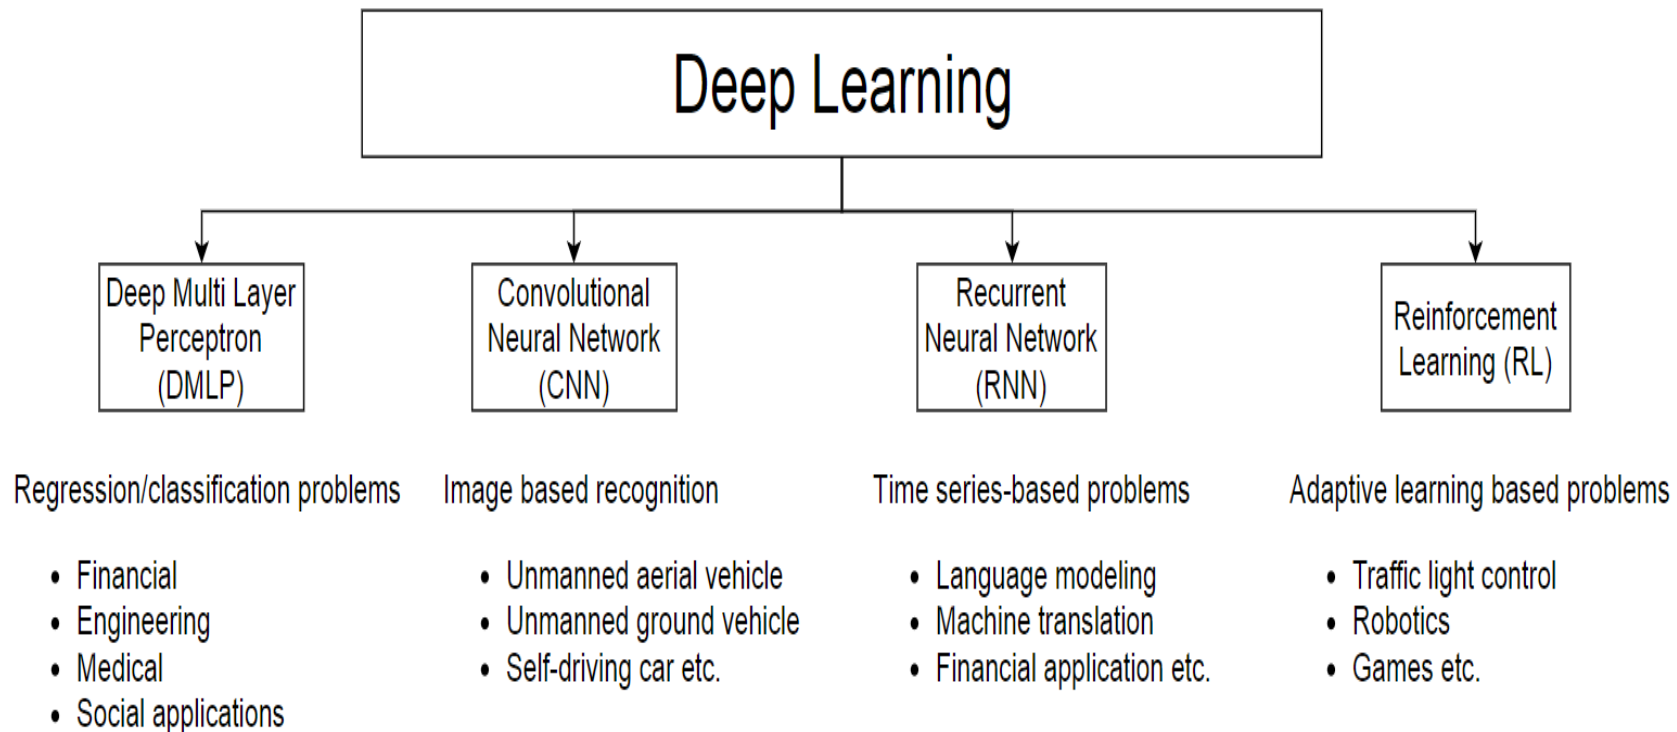 Deep Learning
Deep Multi Layer
Perceptron
(DMLP)
Convolutional
Neural Network
(CNN)
Recurrent
Neural Network
(RNN)
Reinforcement
Learning (RL)
Regression/classification problems
• Financial
• Engineering
• Medical
• Social applications
Image based recognition
• Unmanned aerial vehicle
• Unmanned ground vehicle
• Self-driving car etc.
Time series-based problems
• Language modeling
• Machine translation
• Financial application etc.
Adaptive learning based problems
• Traffic light control
• Robotics
• Games etc.